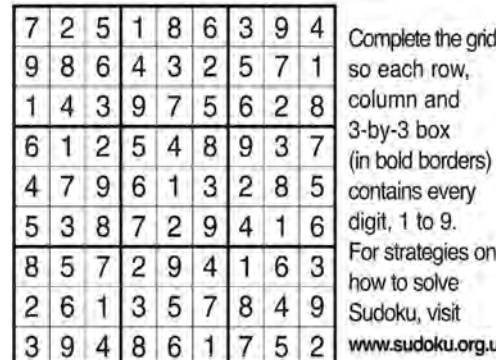 7 2 5 1 8 6 3 9 4
9 8 6 4 3 2 5 7 1
1 4 3 9 7 5 6 2 8
6 1 2 5 4 8 9 3 7
4 7 9 6 1 3 2 8 5
5 3 8 7 2 9 4 1 6
8 5 7 2 9 4 1 6 3
2 6 1 3 5 7 8 4 9
3 9 4 8 6 1 7 5 2
Complete the grid
so each row,
column and
3-by-3 box
(in bold borders)
contains every
digit, 1 to 9.
For strategies on
how to solve
Sudoku, visit
www.sudoku.org.u